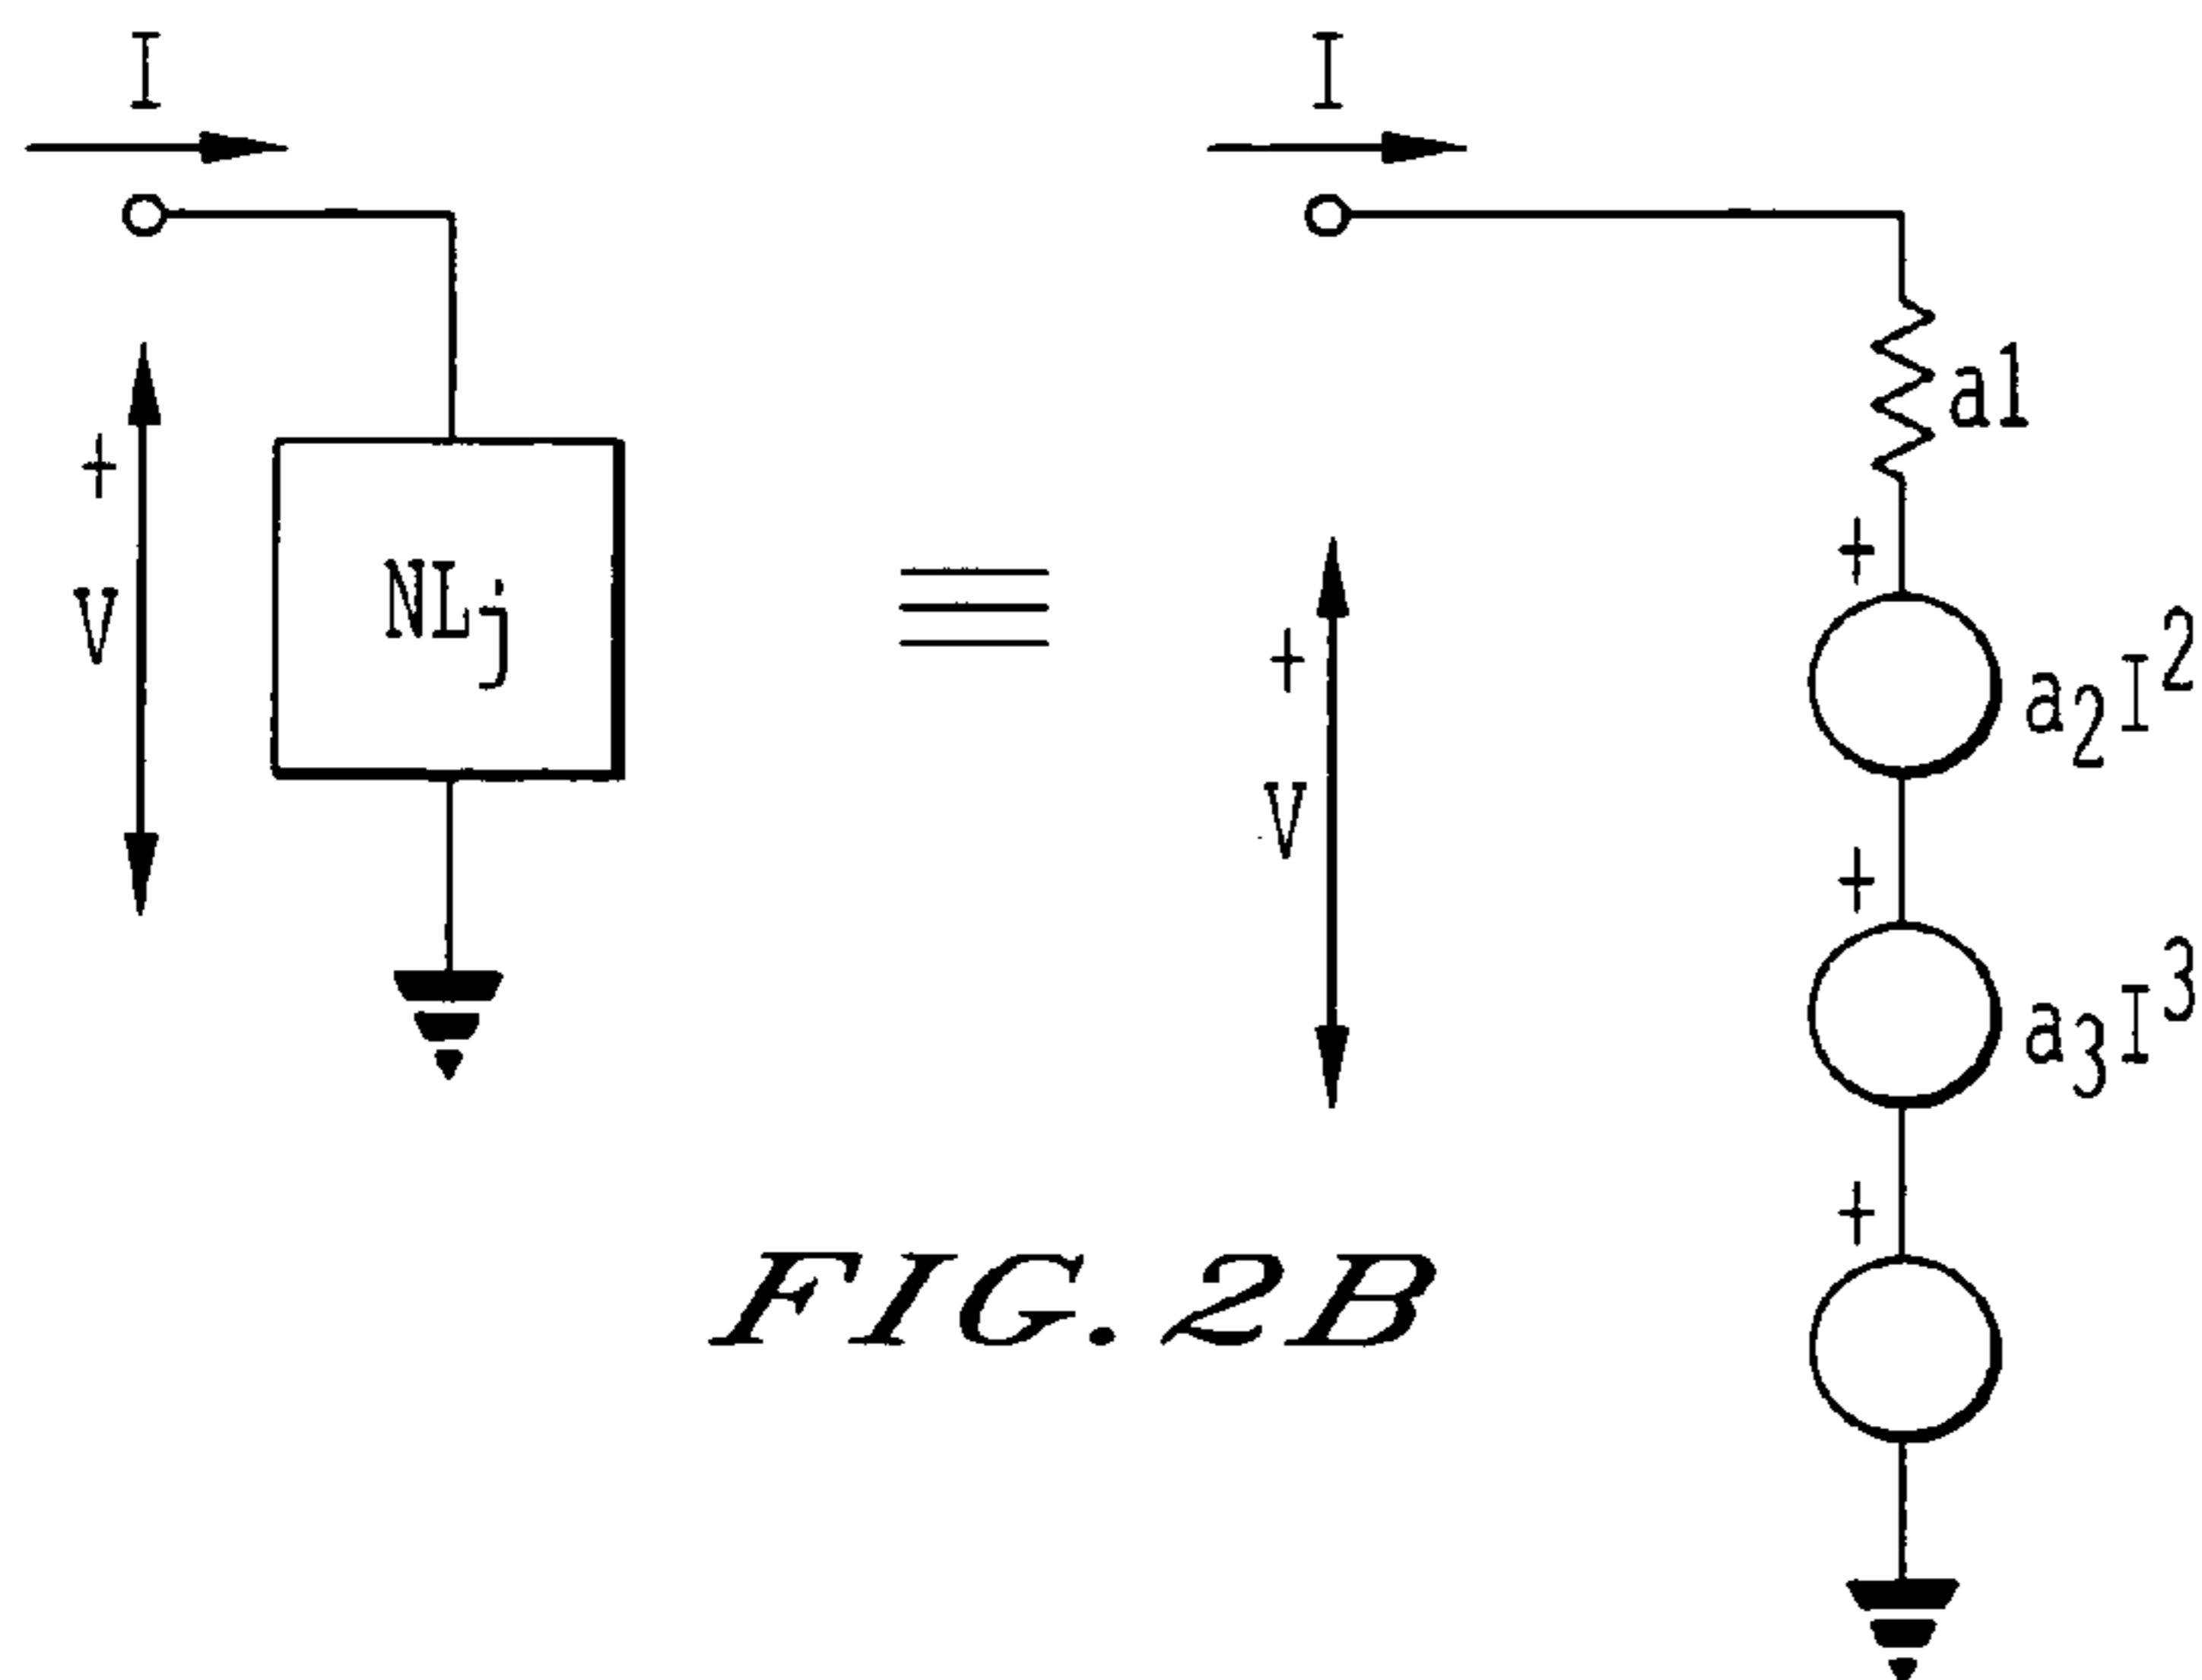 I
+
V
NLj
I
+
V
a1
+
a2I2
+
a3I3
+
FIG. 2B